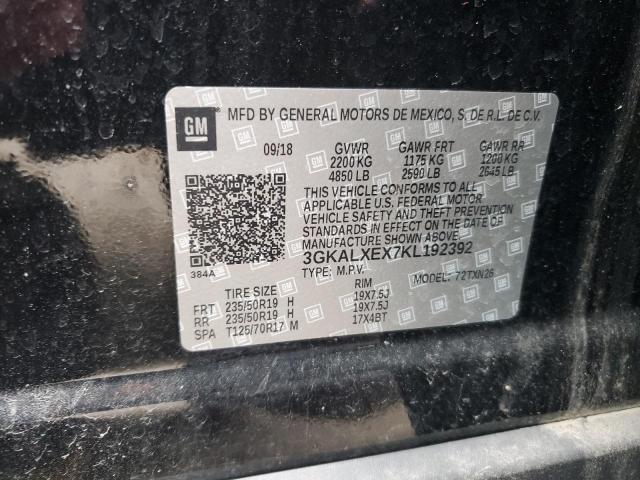 GM MFD BY GENERAL MOTORS DE MEXICO, S. DE R.L. DE C.V.
09/18 GVWR GAWR FRT GAWR RR
2200 KG 1175 KG 1200 KG
4850 LB 2590 LB 2645 LB
THIS VEHICLE CONFORMS TO ALL
APPLICABLE U.S. FEDERAL MOTOR
VEHICLE SAFETY AND THEFT PREVENTION
STANDARDS IN EFFECT ON THE DATE OF
MANUFACTURE SHOWN ABOVE.
3GKALXEX7KL192392
384A TYPE: M.P.V. MODEL: 72TXN26
TIRE SIZE RIM
FRT 235/50R19 H 19X7.5J
RR 235/50R19 H 19X7.5J
SPA T125/70R17 M 17X4BT